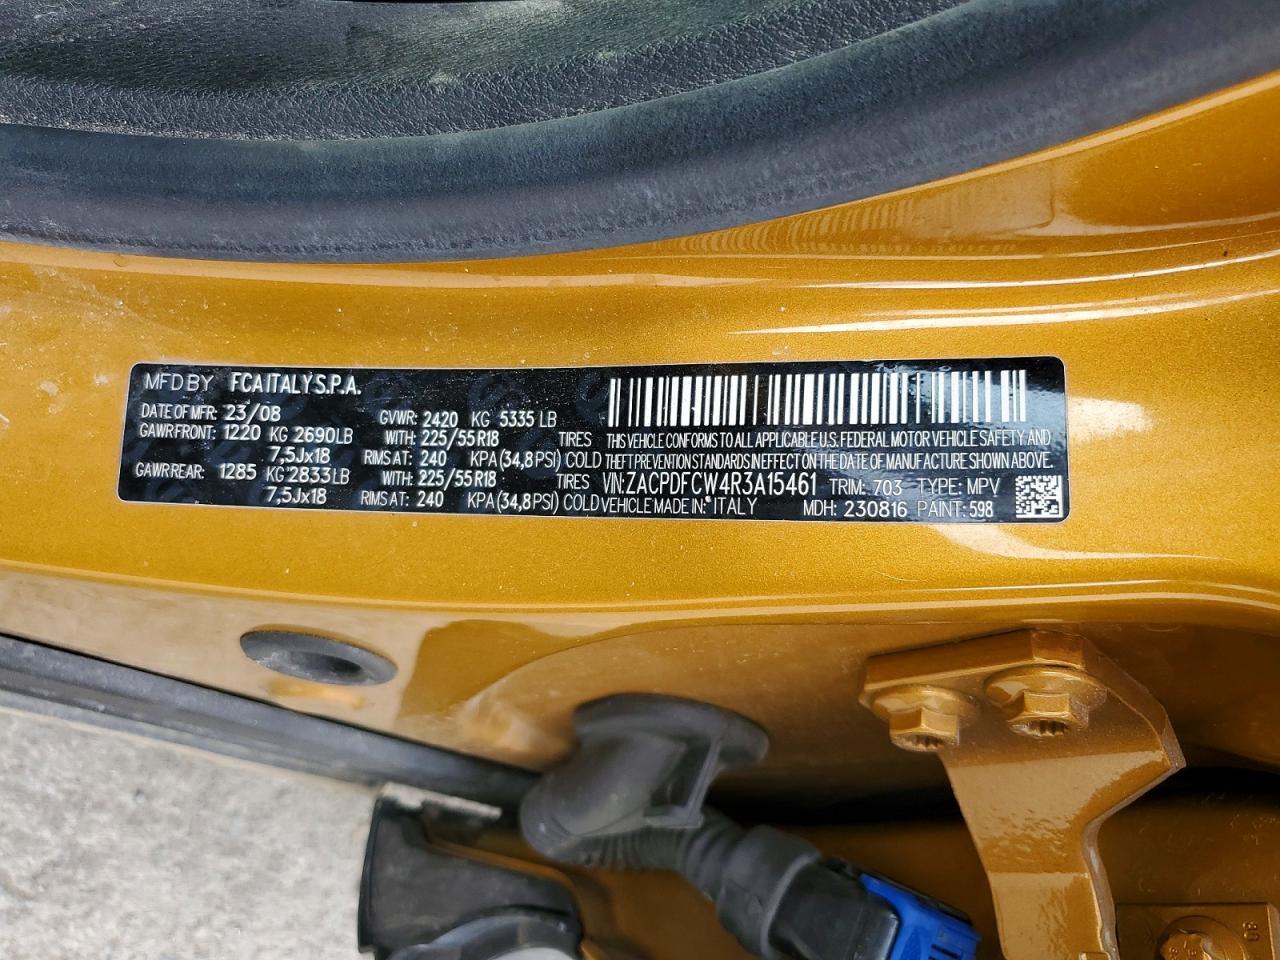 MFD BY FCA ITALY S.P.A.
DATE OF MFR: 23/08 GVWR: 2420 KG 5335 LB
GAWR FRONT: 1220 KG 2690LB WITH: 225/55R18 TIRES
7,5Jx18 RIMS AT: 240 KPA (34,8PSI) COLD
GAWR REAR: 1285 KG 2833LB WITH: 225/55R18 TIRES
7,5Jx18 RIMS AT: 240 KPA (34,8PSI) COLD
THIS VEHICLE CONFORMS TO ALL APPLICABLE U.S. FEDERAL MOTOR VEHICLE SAFETY AND
THEFT PREVENTION STANDARDS IN EFFECT ON THE DATE OF MANUFACTURE SHOWN ABOVE.
VIN: ZACPDFCW4R3A15461 TRIM: 703 TYPE: MPV
VEHICLE MADE IN: ITALY MDH: 230816 PAINT: 598